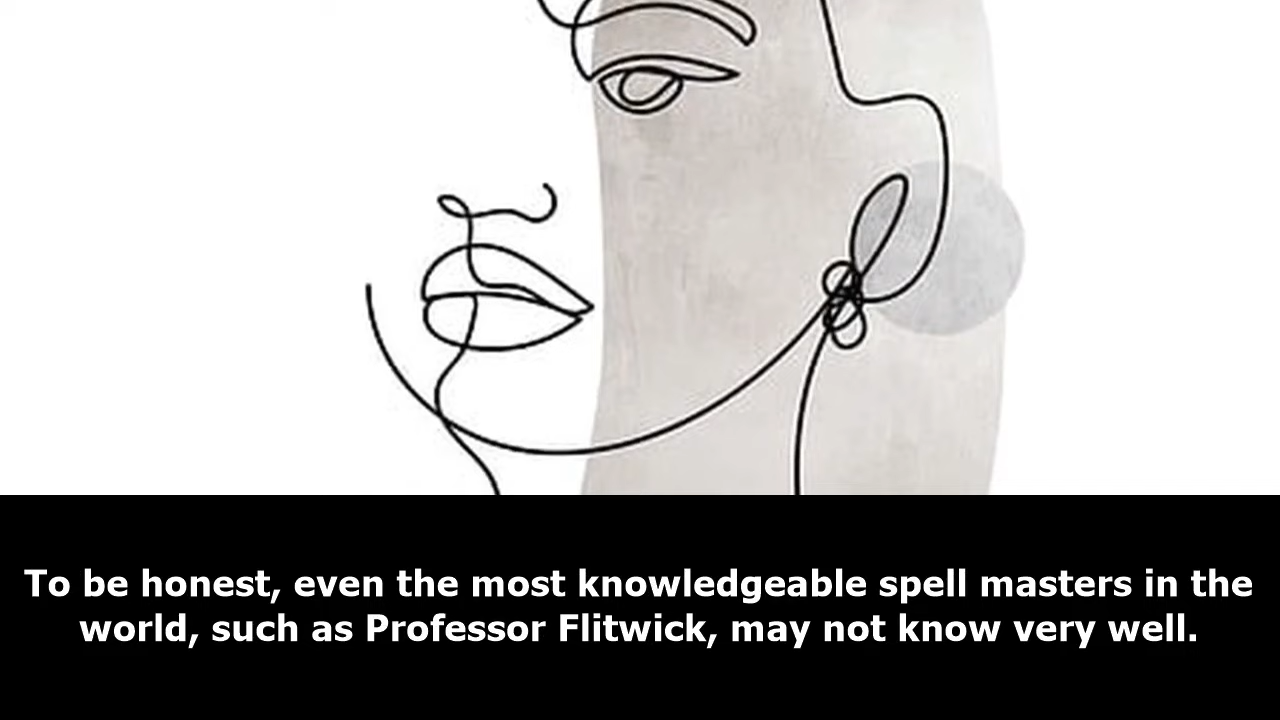 To be honest, even the most knowledgeable spell masters in the
world, such as Professor Flitwick, may not know very well.